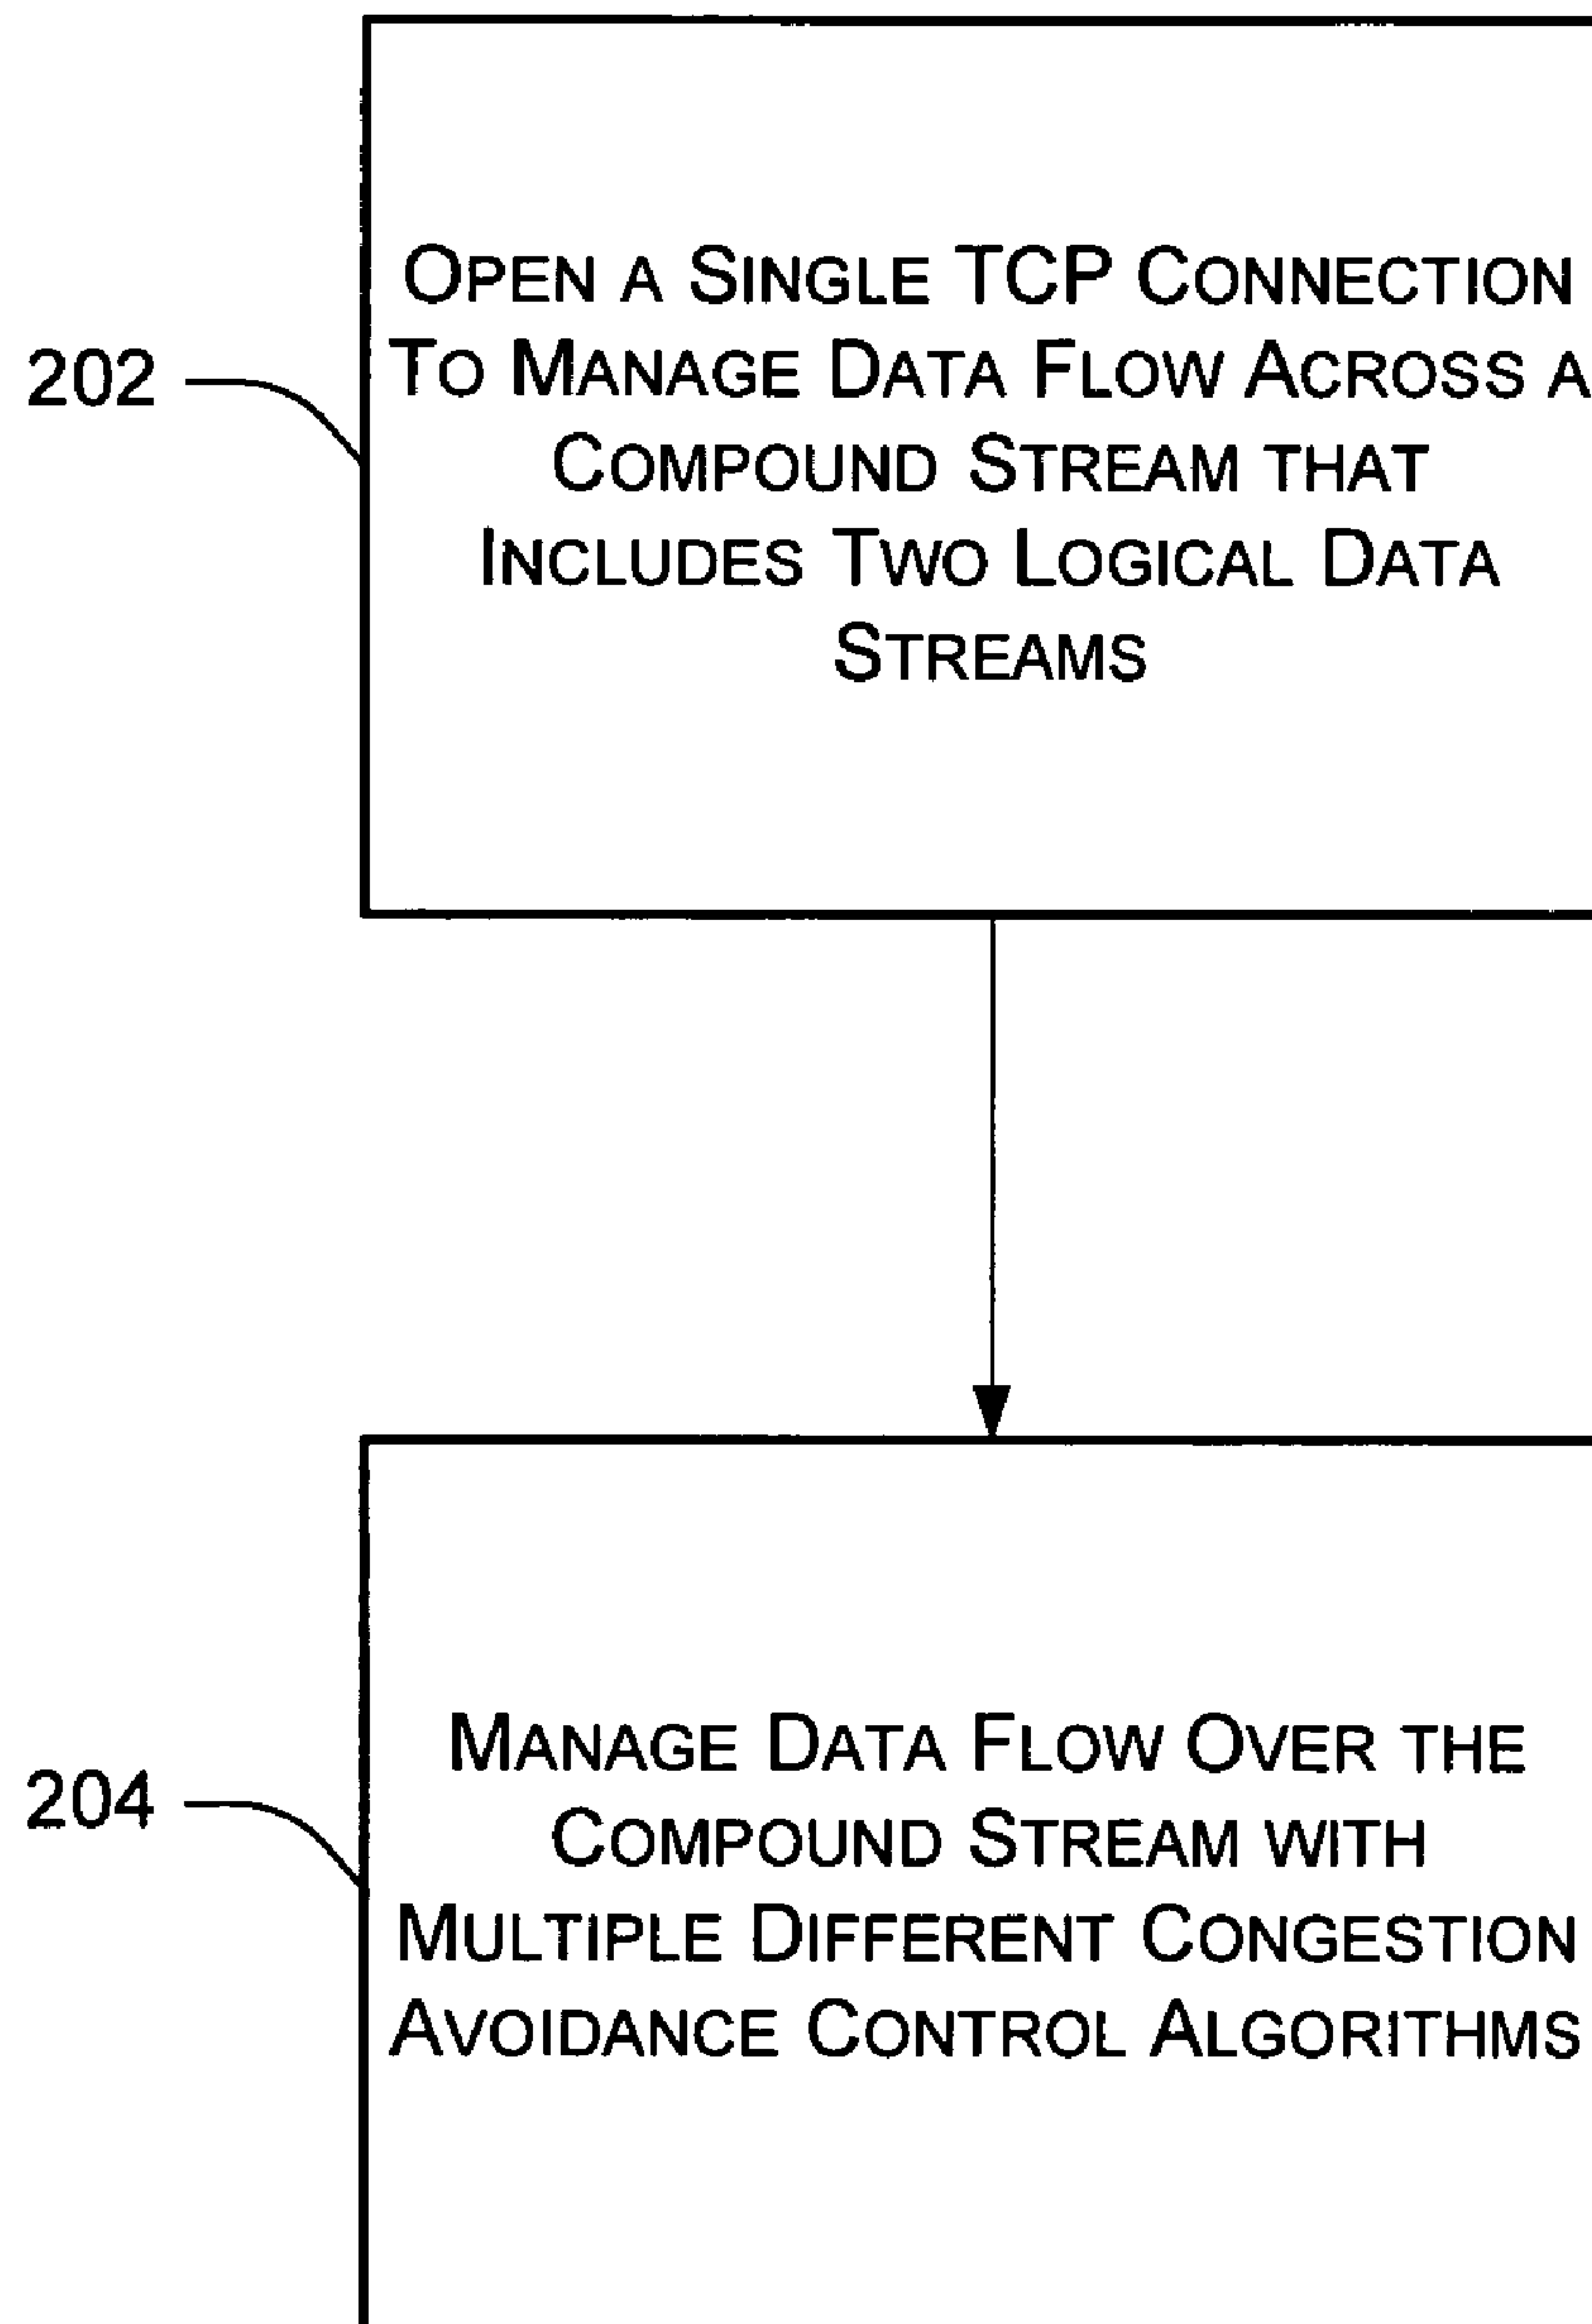 202
OPEN A SINGLE TCP CONNECTION
TO MANAGE DATA FLOW ACROSS A
COMPOUND STREAM THAT
INCLUDES TWO LOGICAL DATA
STREAMS
204
MANAGE DATA FLOW OVER THE
COMPOUND STREAM WITH
MULTIPLE DIFFERENT CONGESTION
AVOIDANCE CONTROL ALGORITHMS